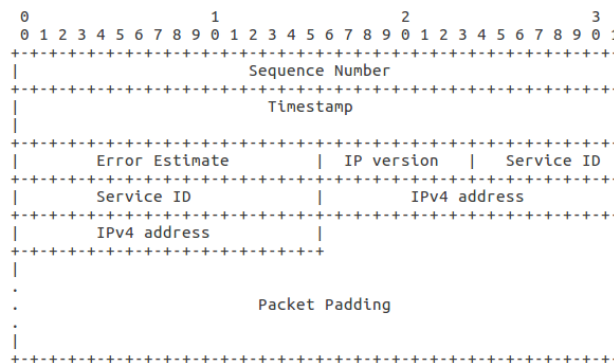 0                   1                   2                   3
0 1 2 3 4 5 6 7 8 9 0 1 2 3 4 5 6 7 8 9 0 1 2 3 4 5 6 7 8 9 0 1
+-+-+-+-+-+-+-+-+-+-+-+-+-+-+-+-+-+-+-+-+-+-+-+-+-+-+-+-+-+-+-+
|                        Sequence Number
+-+-+-+-+-+-+-+-+-+-+-+-+-+-+-+-+-+-+-+-+-+-+-+-+-+-+-+-+-+-+-+
|                          Timestamp
|
+-+-+-+-+-+-+-+-+-+-+-+-+-+-+-+-+-+-+-+-+-+-+-+-+-+-+-+-+-+-+-+
|        Error Estimate         |  IP version   |   Service ID
+-+-+-+-+-+-+-+-+-+-+-+-+-+-+-+-+-+-+-+-+-+-+-+-+-+-+-+-+-+-+-+
|        Service ID             |         IPv4 address
+-+-+-+-+-+-+-+-+-+-+-+-+-+-+-+-+-+-+-+-+-+-+-+-+-+-+-+-+-+-+-+
|        IPv4 address           |
+-+-+-+-+-+-+-+-+-+-+-+-+-+-+-+-+
|
.
.                         Packet Padding
.
|
+-+-+-+-+-+-+-+-+-+-+-+-+-+-+-+-+-+-+-+-+-+-+-+-+-+-+-+-+-+-+-+